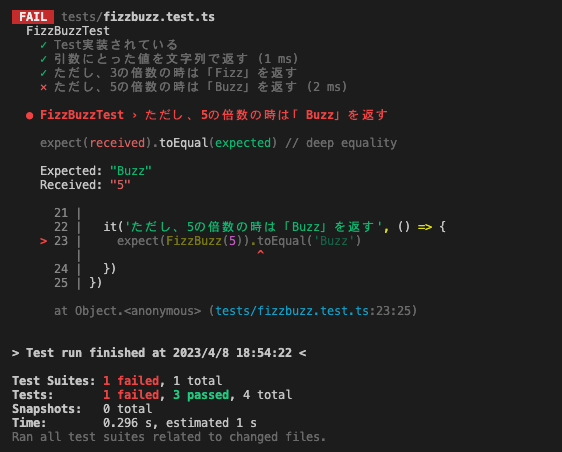 FAIL tests/fizzbuzz.test.ts
FizzBuzzTest
✓ Test実装されている
✓ 引数にとった値を文字列で返す (1 ms)
✓ ただし、3の倍数の時は「Fizz」を返す
✕ ただし、5の倍数の時は「Buzz」を返す (2 ms)
● FizzBuzzTest › ただし、5の倍数の時は「 Buzz」を返す
expect(received).toEqual(expected) // deep equality
Expected: "Buzz"
Received: "5"
21 |
22 |   it('ただし、5の倍数の時は「Buzz」を返す', () => {
> 23 |     expect(FizzBuzz(5)).toEqual('Buzz')
|                         ^
24 |   })
25 | })
at Object.<anonymous> (tests/fizzbuzz.test.ts:23:25)
> Test run finished at 2023/4/8 18:54:22 <
Test Suites: 1 failed, 1 total
Tests:       1 failed, 3 passed, 4 total
Snapshots:   0 total
Time:        0.296 s, estimated 1 s
Ran all test suites related to changed files.